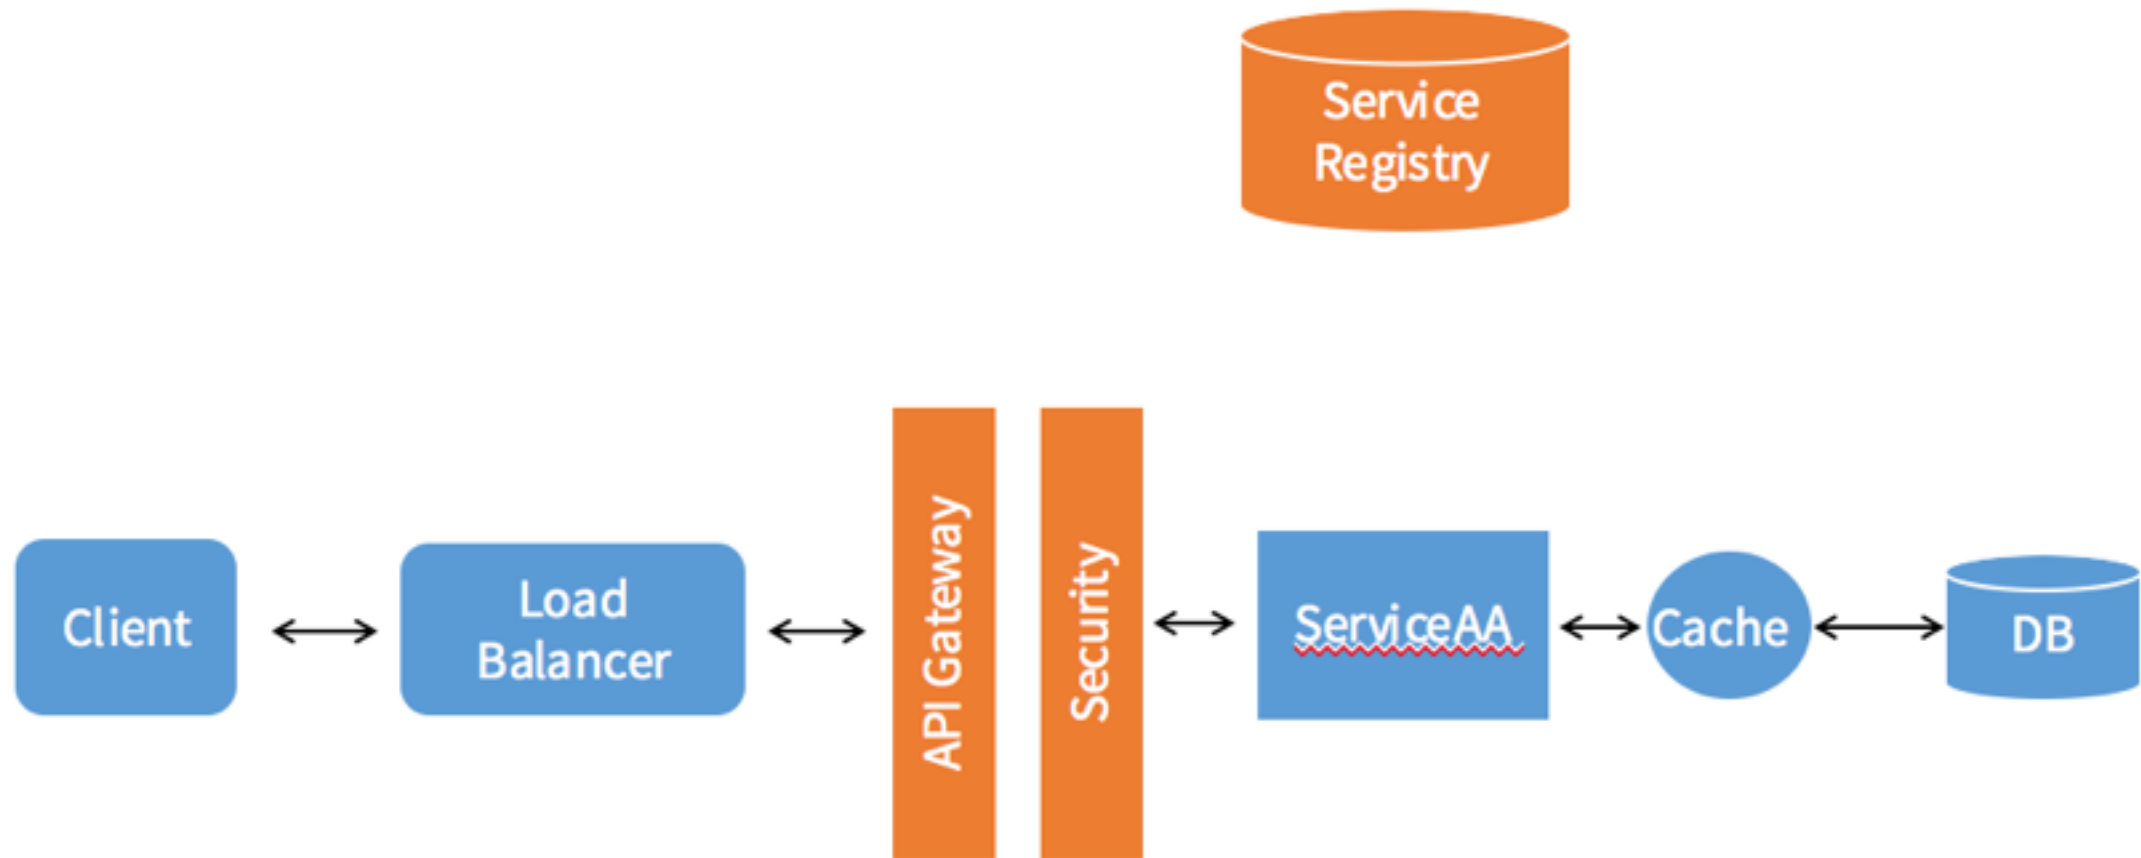 Service
Registry
Client
Load
Balancer
API Gateway
Security
ServiceAA
Cache
DB